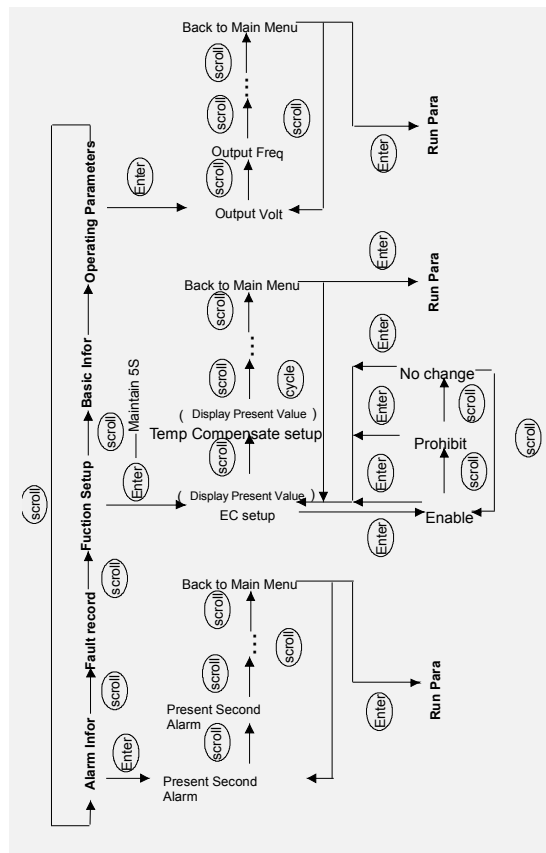 scroll
Alarm Infor
Fault record
Fuction Setup
Basic Infor
Operating Parameters
scroll
scroll
scroll
Enter
Enter
Maintain 5S
Enter
Present Second
Alarm
scroll
Present Second
Alarm
scroll
...
scroll
Back to Main Menu
scroll
Enter
Run Para
EC setup
( Display Present Value )
scroll
Temp Compensate setup
( Display Present Value )
scroll
...
scroll
Back to Main Menu
cycle
Enter
Enable
scroll
Prohibit
scroll
No change
scroll
Enter
Enter
Enter
Enter
Run Para
Output Volt
scroll
Output Freq
scroll
...
scroll
Back to Main Menu
scroll
Enter
Run Para